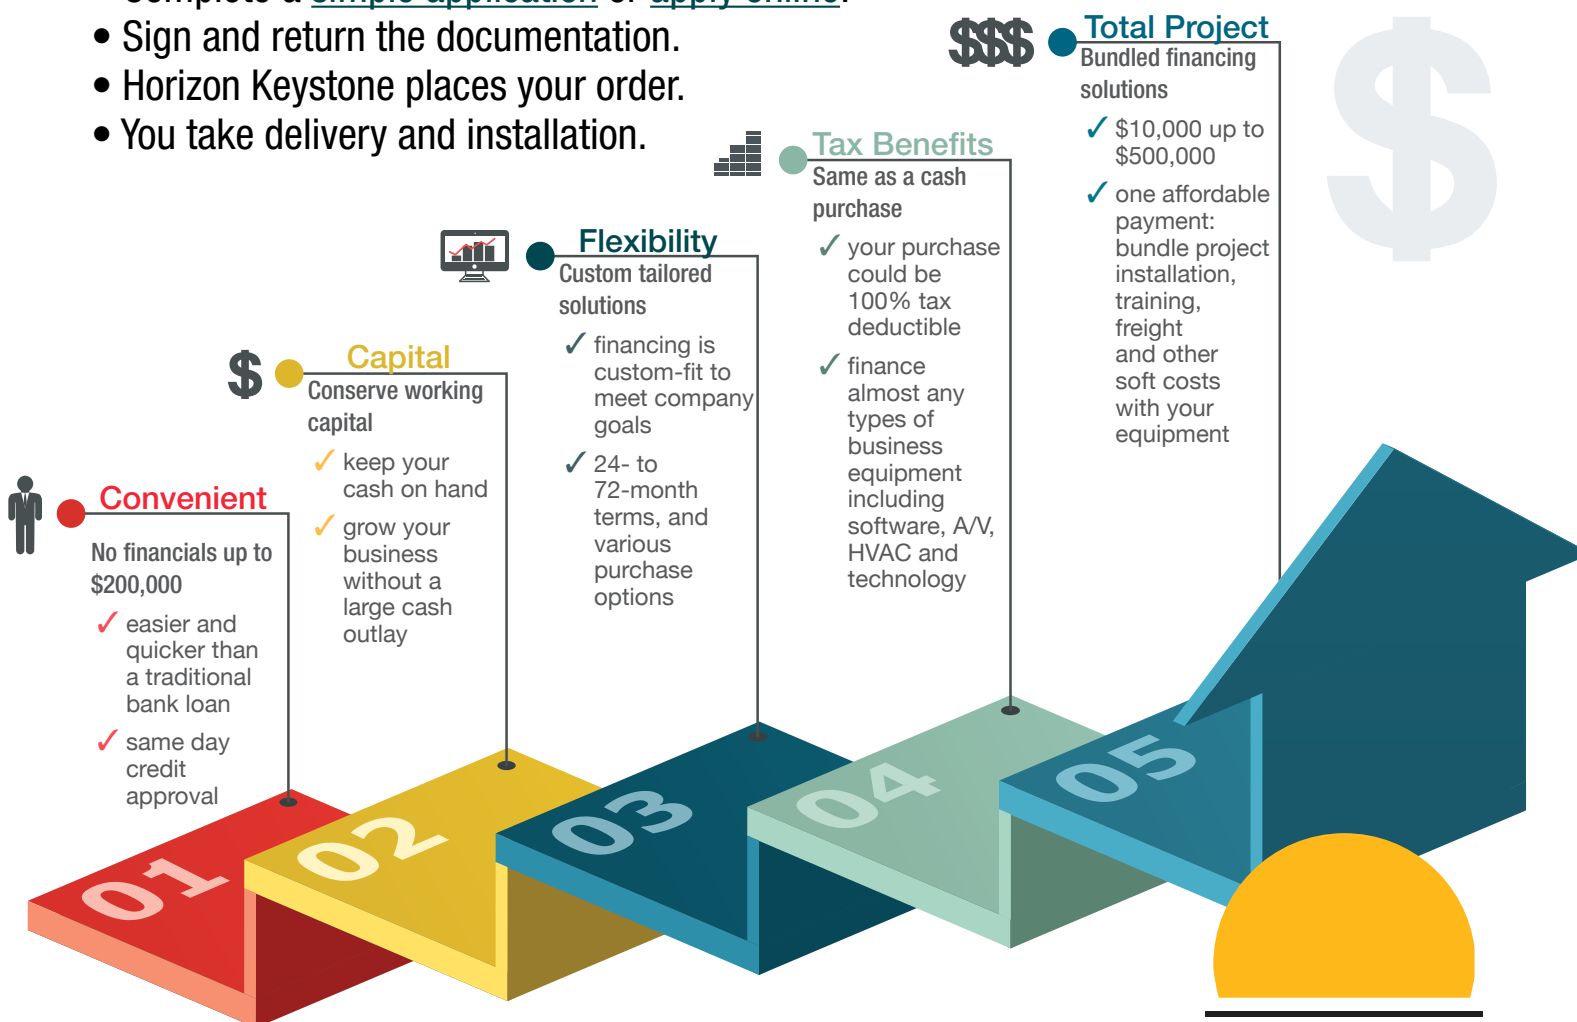 Complete a simple application or apply online.
• Sign and return the documentation.
• Horizon Keystone places your order.
• You take delivery and installation.
$$$
Total Project
Bundled financing
solutions
✓ $10,000 up to
$500,000
✓ one affordable
payment:
bundle project
installation,
training,
freight
and other
soft costs
with your
equipment
$
Tax Benefits
Same as a cash
purchase
✓ your purchase
could be
100% tax
deductible
✓ finance
almost any
types of
business
equipment
including
software, A/V,
HVAC and
technology
Flexibility
Custom tailored
solutions
✓ financing is
custom-fit to
meet company
goals
✓ 24- to
72-month
terms, and
various
purchase
options
$
Capital
Conserve working
capital
✓ keep your
cash on hand
✓ grow your
business
without a
large cash
outlay
Convenient
No financials up to
$200,000
✓ easier and
quicker than
a traditional
bank loan
✓ same day
credit
approval
01
02
03
04
05